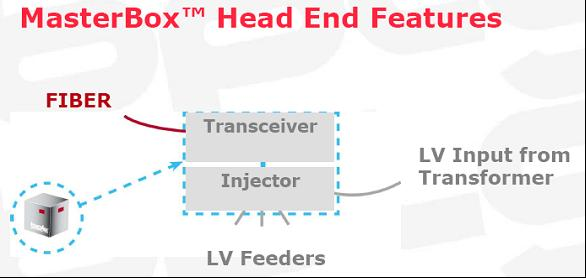 MasterBox™ Head End Features
FIBER
Transceiver
LV Input from
Transformer
Injector
LV Feeders